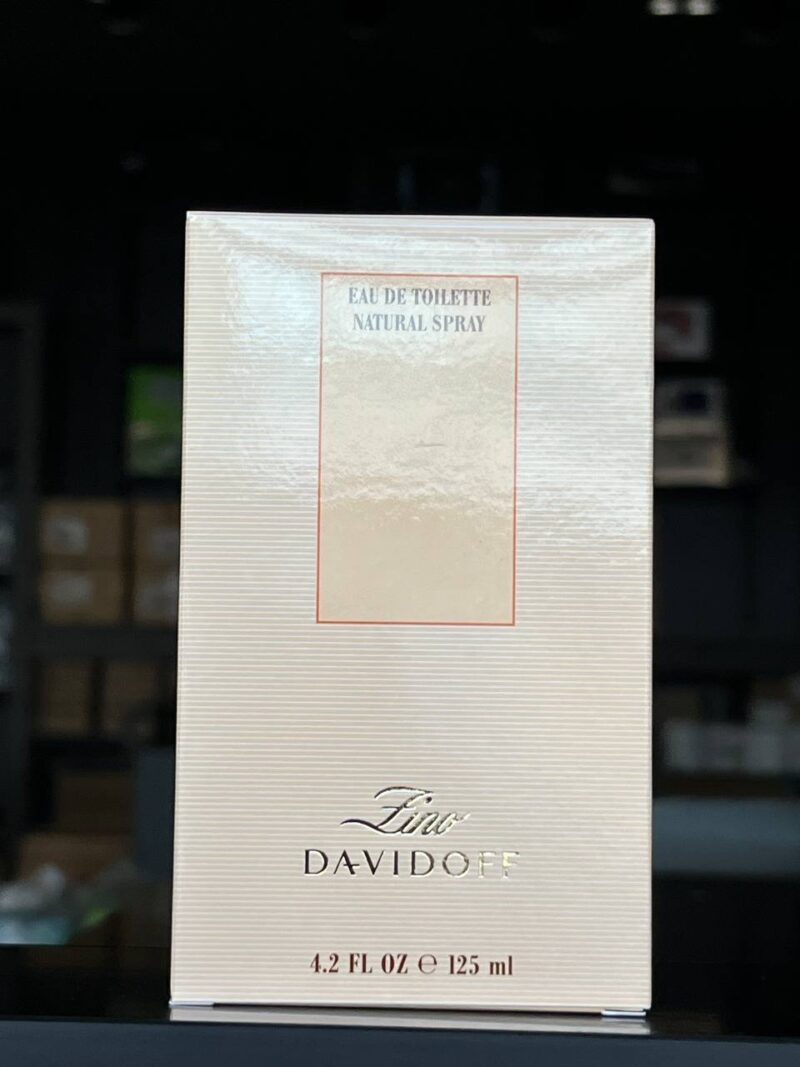 EAU DE TOILETTE
NATURAL SPRAY
Zino
DAVIDOFF
4.2 FL OZ ℮ 125 ml